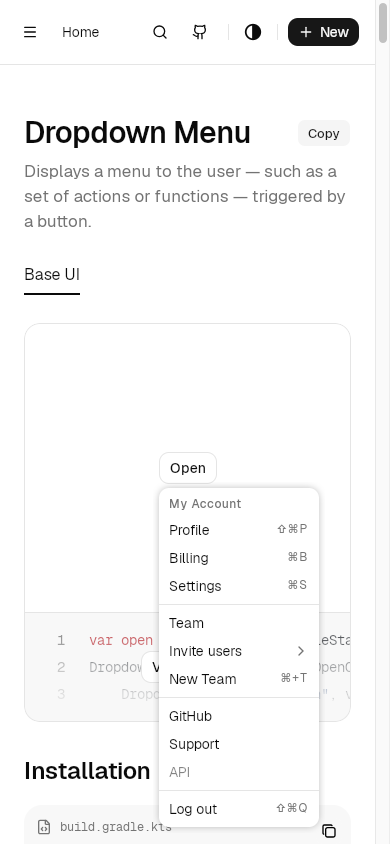 Home
New
Dropdown Menu
Copy
Displays a menu to the user — such as a
set of actions or functions — triggered by
a button.
Base UI
Open
My Account
Profile ⇧⌘P
Billing ⌘B
Settings ⌘S
Team
Invite users
New Team ⌘+T
GitHub
Support
API
Log out ⇧⌘Q
1 var open
2
3
Installation
build.gradle.kts